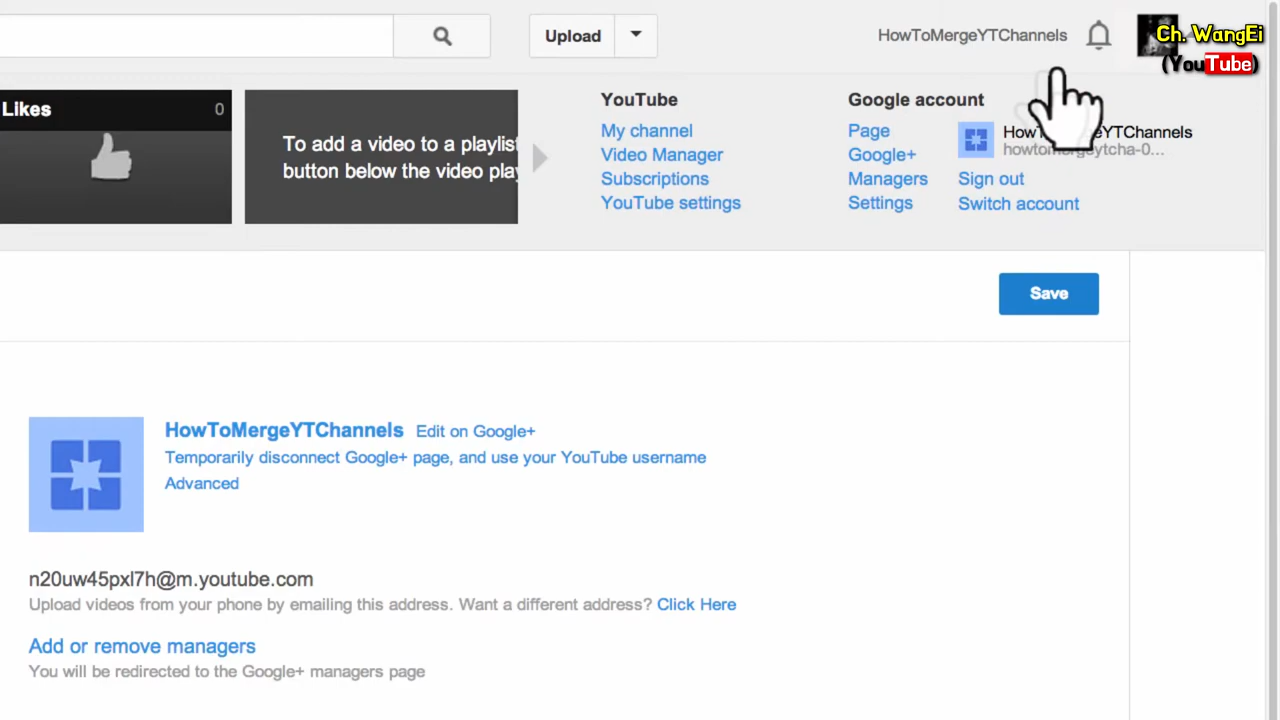 Upload
HowToMergeYTChannels
Ch. WangEi
(YouTube)
Likes 0
To add a video to a playlist
button below the video play
YouTube
My channel
Video Manager
Subscriptions
YouTube settings
Google account
Page
Google+
Managers
Settings
howtomergeytcha-0...
Sign out
Switch account
Save
HowToMergeYTChannels Edit on Google+
Temporarily disconnect Google+ page, and use your YouTube username
Advanced
n20uw45pxl7h@m.youtube.com
Upload videos from your phone by emailing this address. Want a different address? Click Here
Add or remove managers
You will be redirected to the Google+ managers page